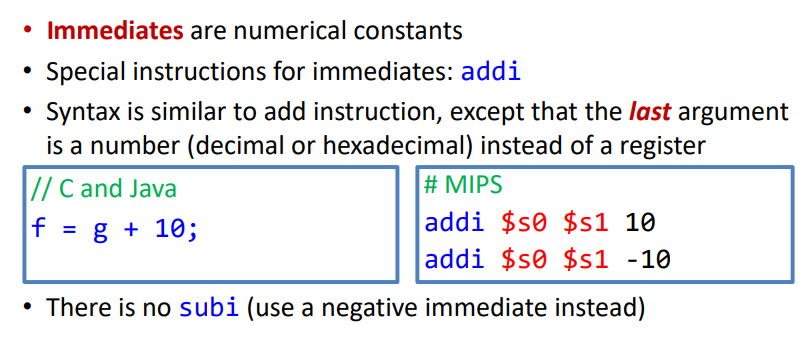 • Immediates are numerical constants
• Special instructions for immediates: addi
• Syntax is similar to add instruction, except that the last argument
is a number (decimal or hexadecimal) instead of a register
// C and Java
f = g + 10;
# MIPS
addi $s0 $s1 10
addi $s0 $s1 -10
• There is no subi (use a negative immediate instead)